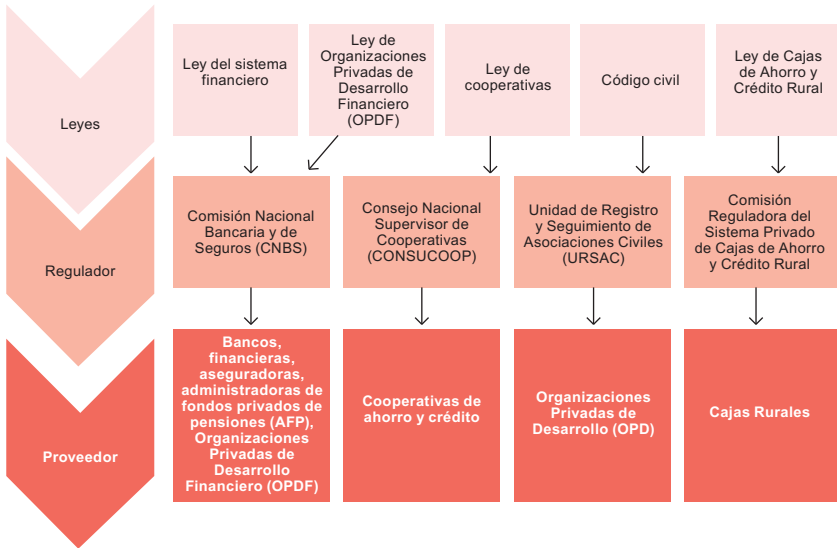 Leyes
Ley del sistema
financiero
Ley de
Organizaciones
Privadas de
Desarrollo
Financiero
(OPDF)
Ley de
cooperativas
Código civil
Ley de Cajas
de Ahorro y
Crédito Rural
Regulador
Comisión Nacional
Bancaria y de
Seguros (CNBS)
Consejo Nacional
Supervisor de
Cooperativas
(CONSUCOOP)
Unidad de Registro
y Seguimiento de
Asociaciones Civiles
(URSAC)
Comisión
Reguladora del
Sistema Privado
de Cajas de Ahorro
y Crédito Rural
Proveedor
Bancos,
financieras,
aseguradoras,
administradoras de
fondos privados de
pensiones (AFP),
Organizaciones
Privadas de
Desarrollo
Financiero (OPDF)
Cooperativas de
ahorro y crédito
Organizaciones
Privadas de
Desarrollo (OPD)
Cajas Rurales